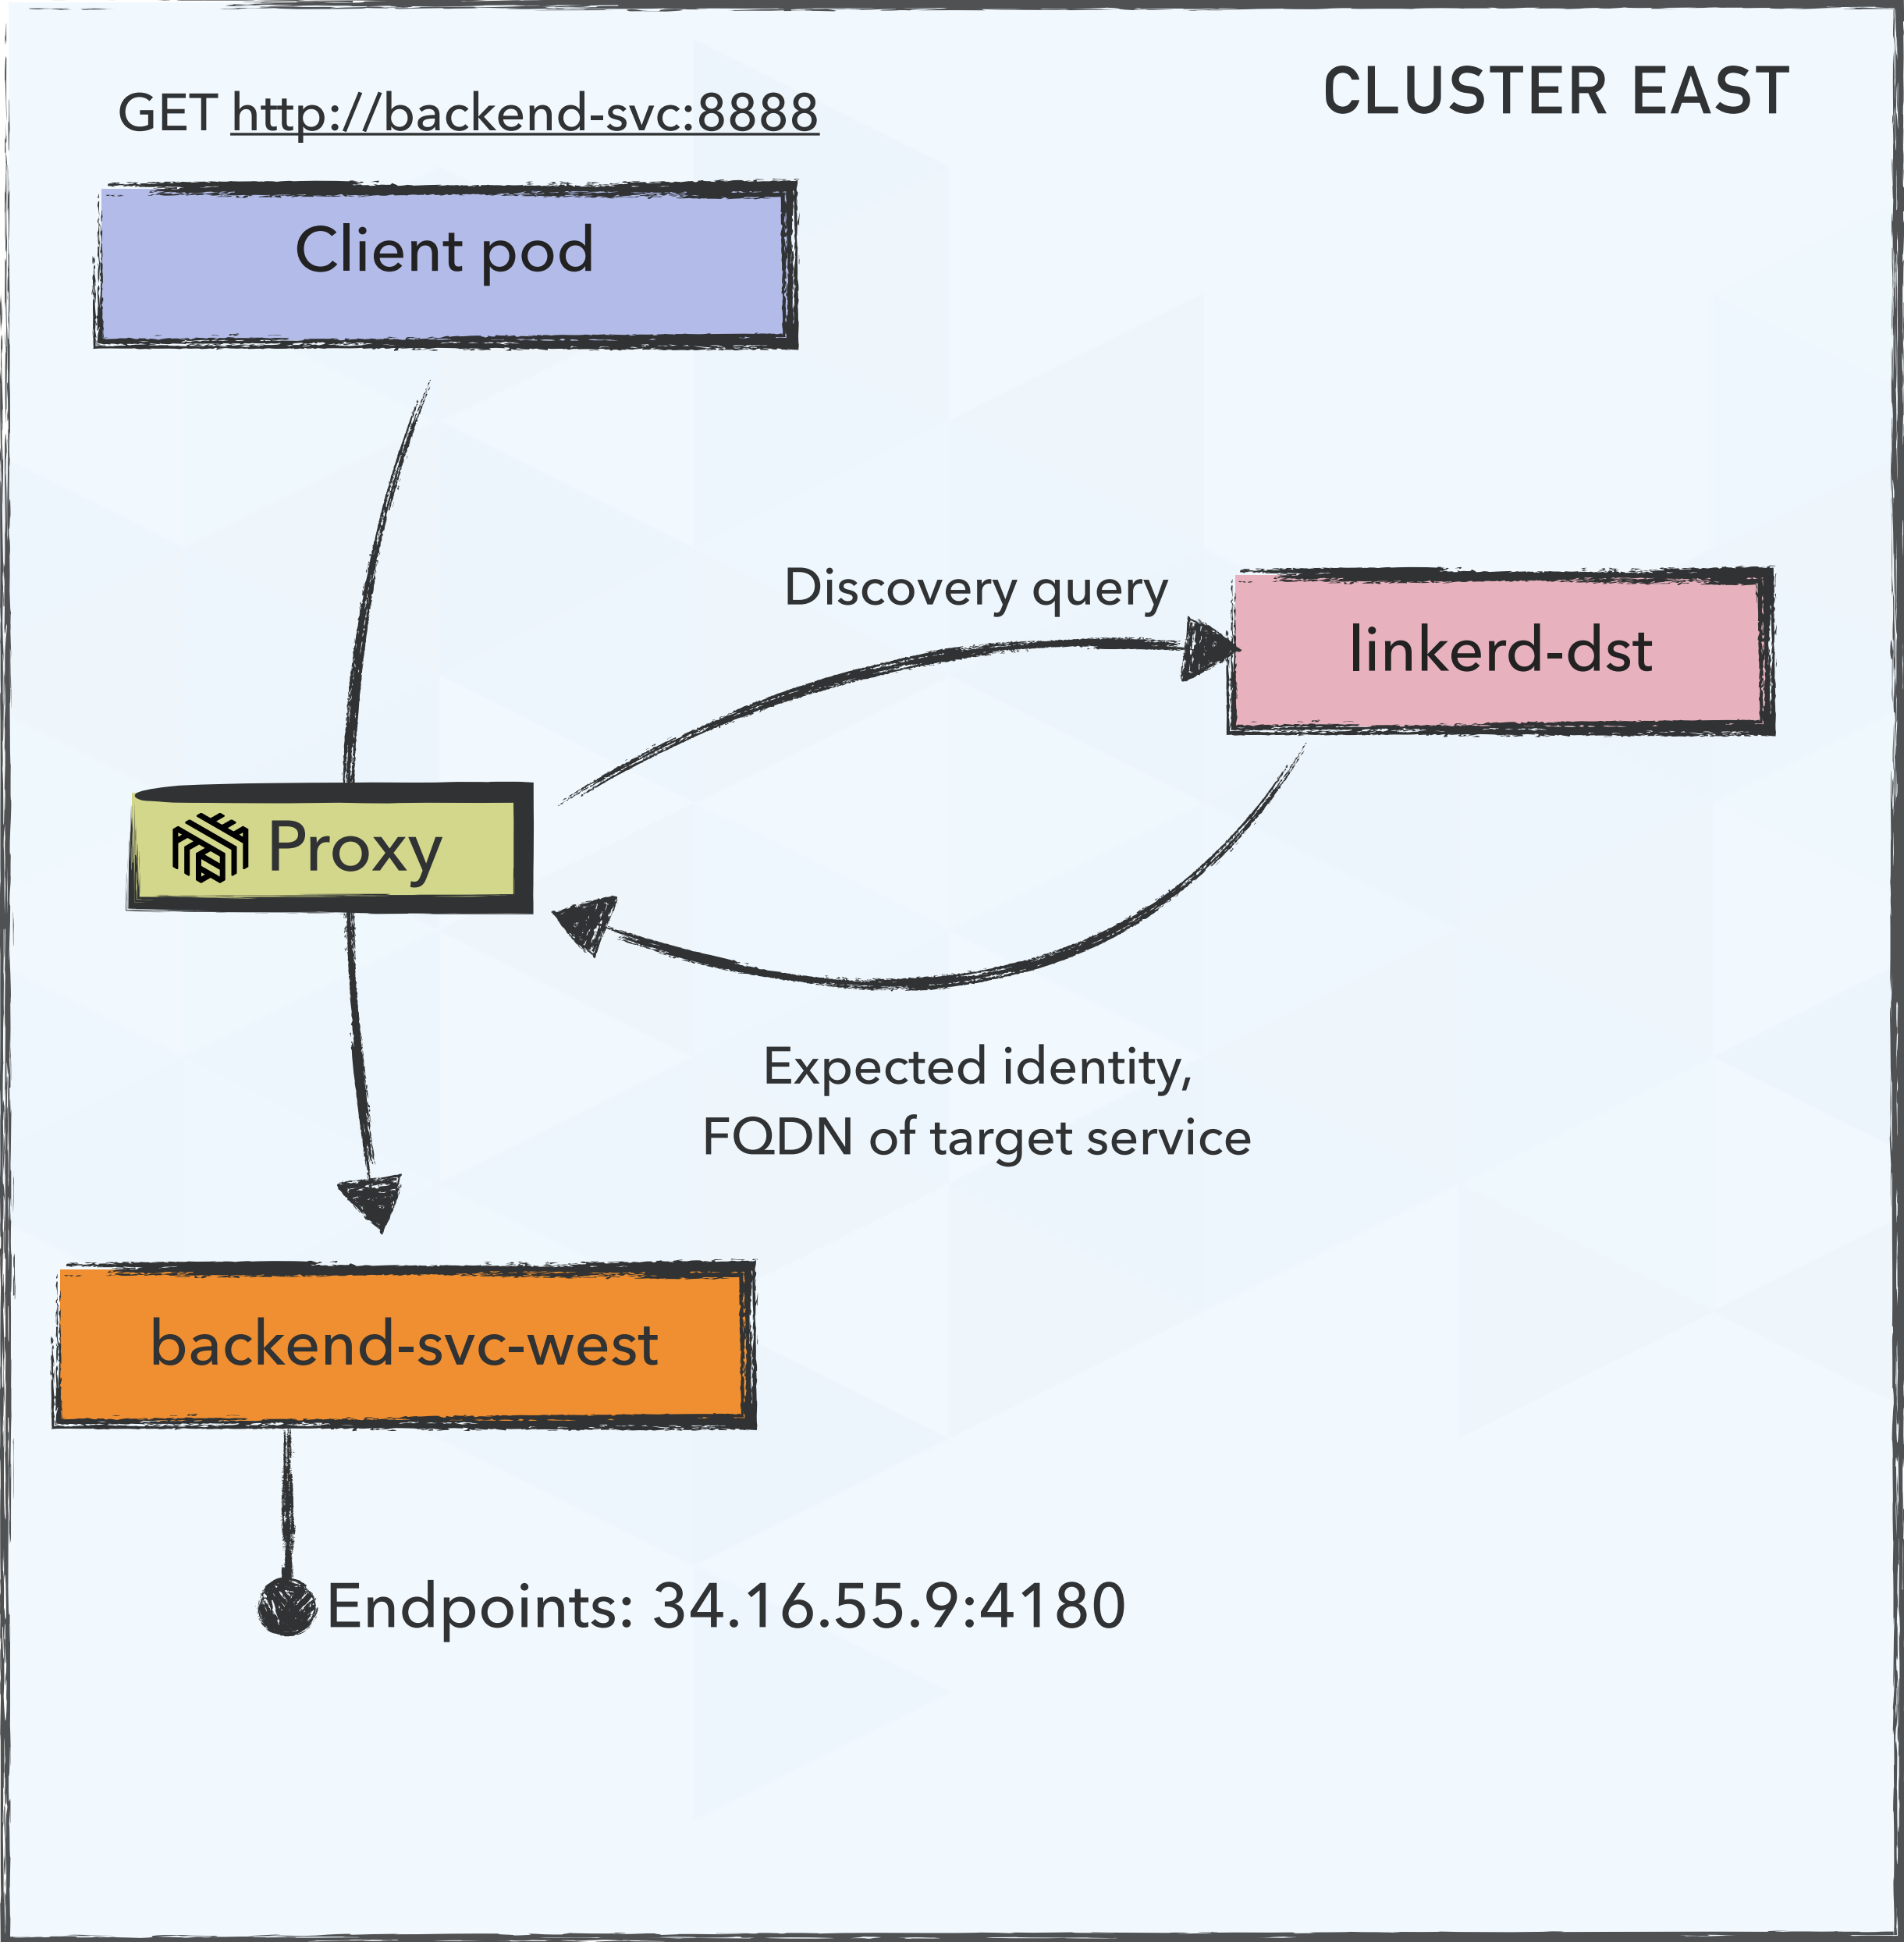 CLUSTER EAST
GET http://backend-svc:8888
Client pod
Discovery query
linkerd-dst
Proxy
Expected identity,
FQDN of target service
backend-svc-west
Endpoints: 34.16.55.9:4180